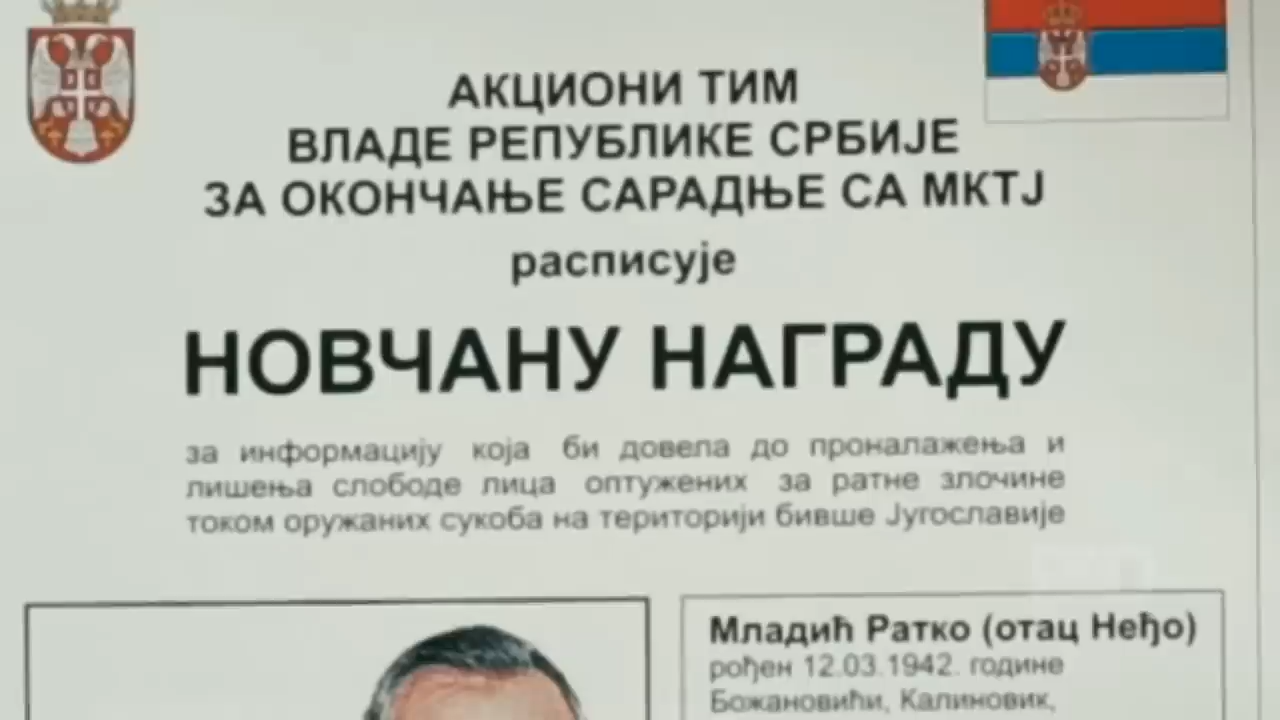 АКЦИОНИ ТИМ
ВЛАДЕ РЕПУБЛИКЕ СРБИЈЕ
ЗА ОКОНЧАЊЕ САРАДЊЕ СА МКТЈ
расписује
НОВЧАНУ НАГРАДУ
за информацију која би довела до проналажења и
лишења слободе лица оптужених за ратне злочине
током оружаних сукоба на територији бивше Југославије
Младић Ратко (отац Неђо)
рођен 12.03.1942. године
Божановићи, Калиновик,